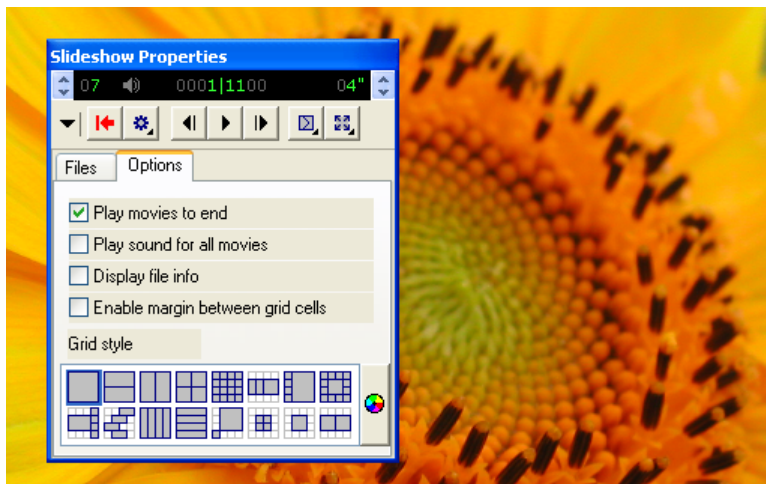 Slideshow Properties
07 0001|1100 04"
Files Options
Play movies to end
Play sound for all movies
Display file info
Enable margin between grid cells
Grid style